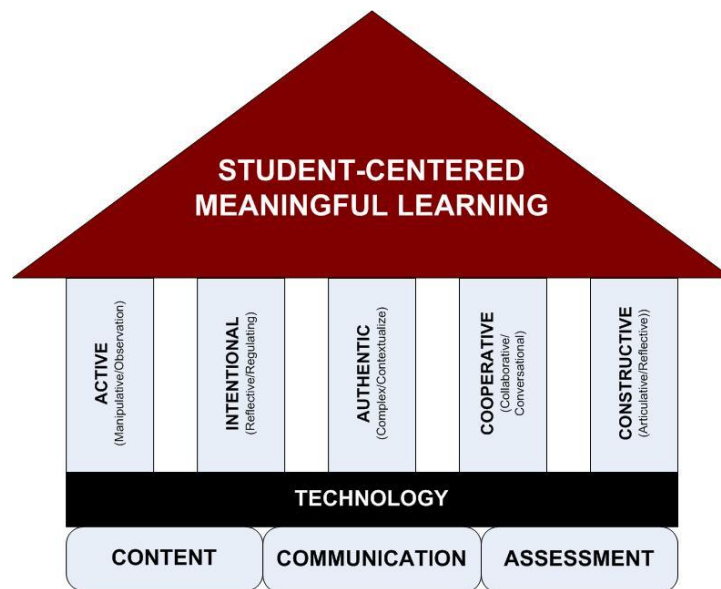 STUDENT-CENTERED
MEANINGFUL LEARNING
ACTIVE
(Manipulative/Observation)
INTENTIONAL
(Reflective/Regulating)
AUTHENTIC
(Complex/Contextualize)
COOPERATIVE
(Collaborative/
Conversational)
CONSTRUCTIVE
(Articulative/Reflective))
TECHNOLOGY
CONTENT
COMMUNICATION
ASSESSMENT